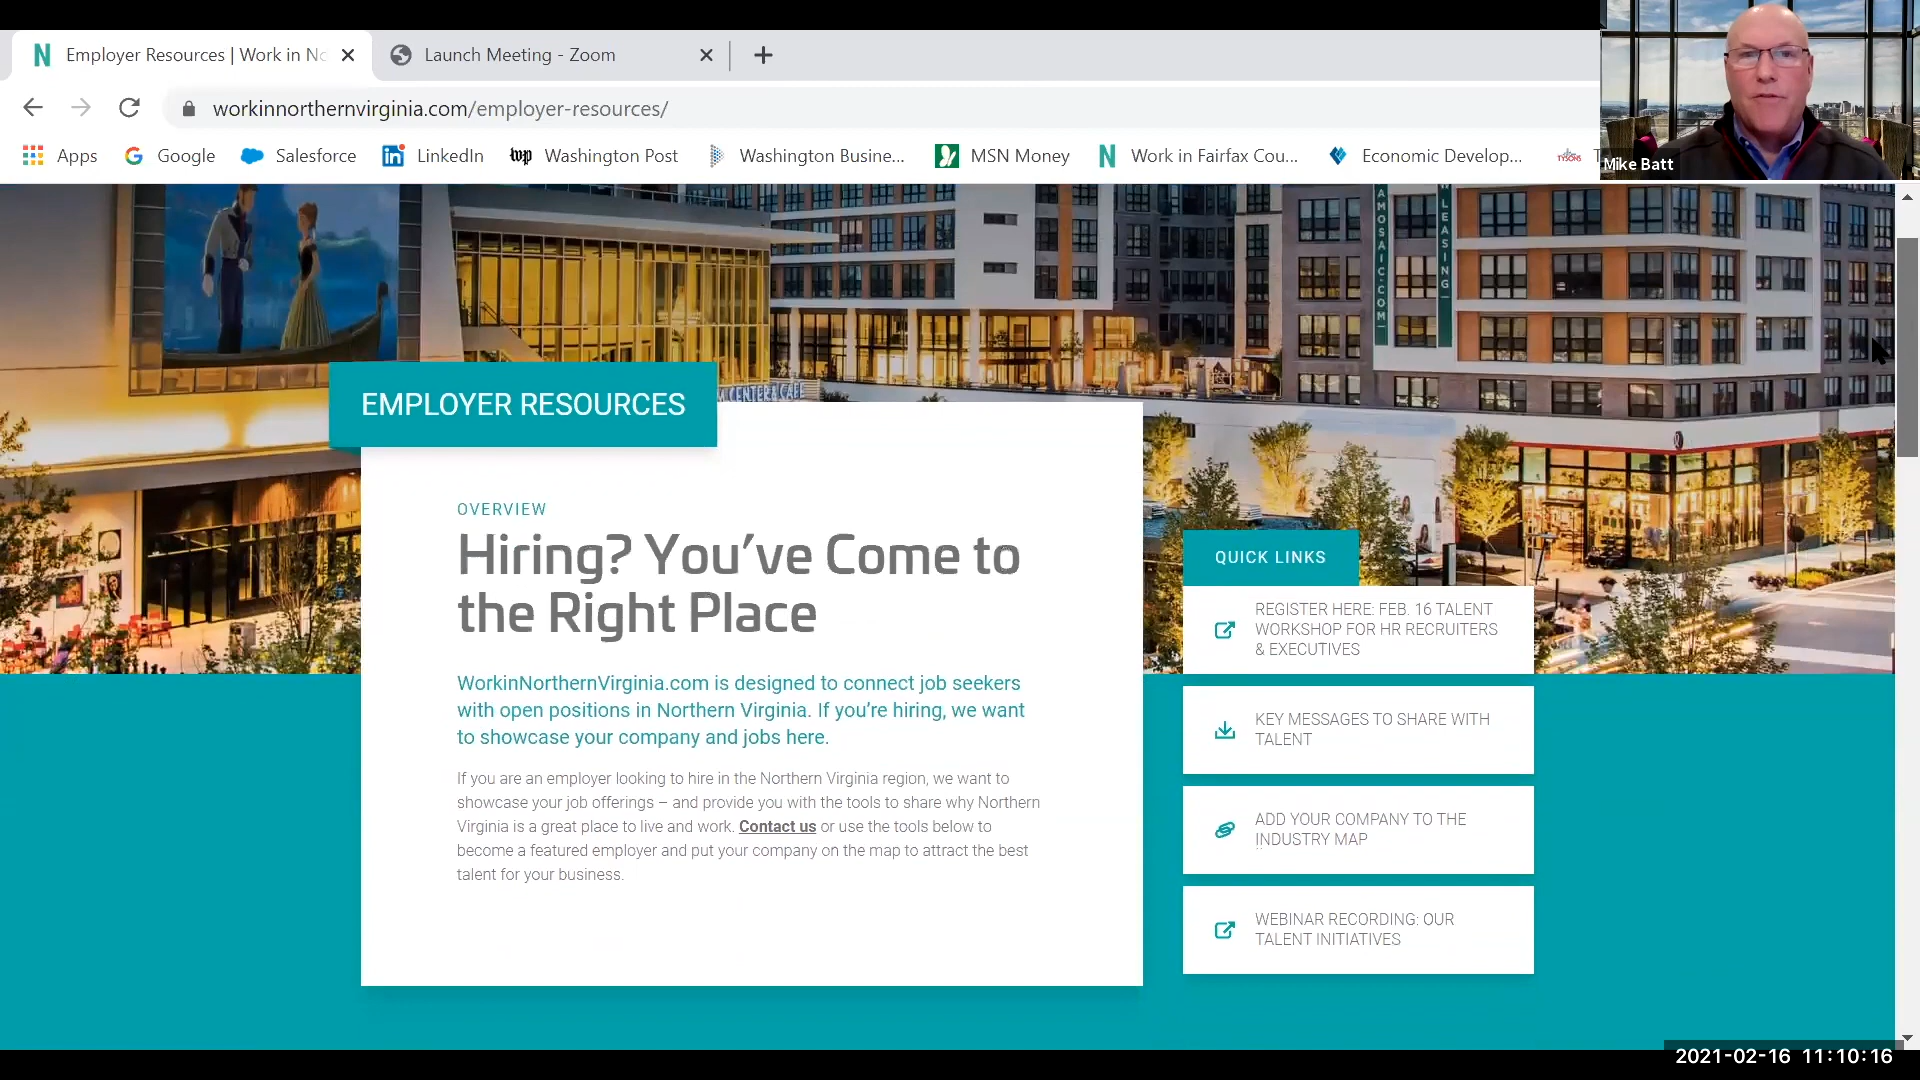 Employer Resources | Work in No
Launch Meeting - Zoom
workinnorthernvirginia.com/employer-resources/
Apps
Google
Salesforce
LinkedIn
Washington Post
Washington Busine...
MSN Money
Work in Fairfax Cou...
Economic Develop...
Mike Batt
AMOSAIC.COM
LEASING
EMPLOYER RESOURCES
CENTER & CAFE
OVERVIEW
Hiring? You’ve Come to
the Right Place
WorkinNorthernVirginia.com is designed to connect job seekers
with open positions in Northern Virginia. If you’re hiring, we want
to showcase your company and jobs here.
If you are an employer looking to hire in the Northern Virginia region, we want to
showcase your job offerings – and provide you with the tools to share why Northern
Virginia is a great place to live and work. Contact us or use the tools below to
become a featured employer and put your company on the map to attract the best
talent for your business.
QUICK LINKS
REGISTER HERE: FEB. 16 TALENT
WORKSHOP FOR HR RECRUITERS
& EXECUTIVES
KEY MESSAGES TO SHARE WITH
TALENT
ADD YOUR COMPANY TO THE
INDUSTRY MAP
WEBINAR RECORDING: OUR
TALENT INITIATIVES
2021-02-16 11:10:16